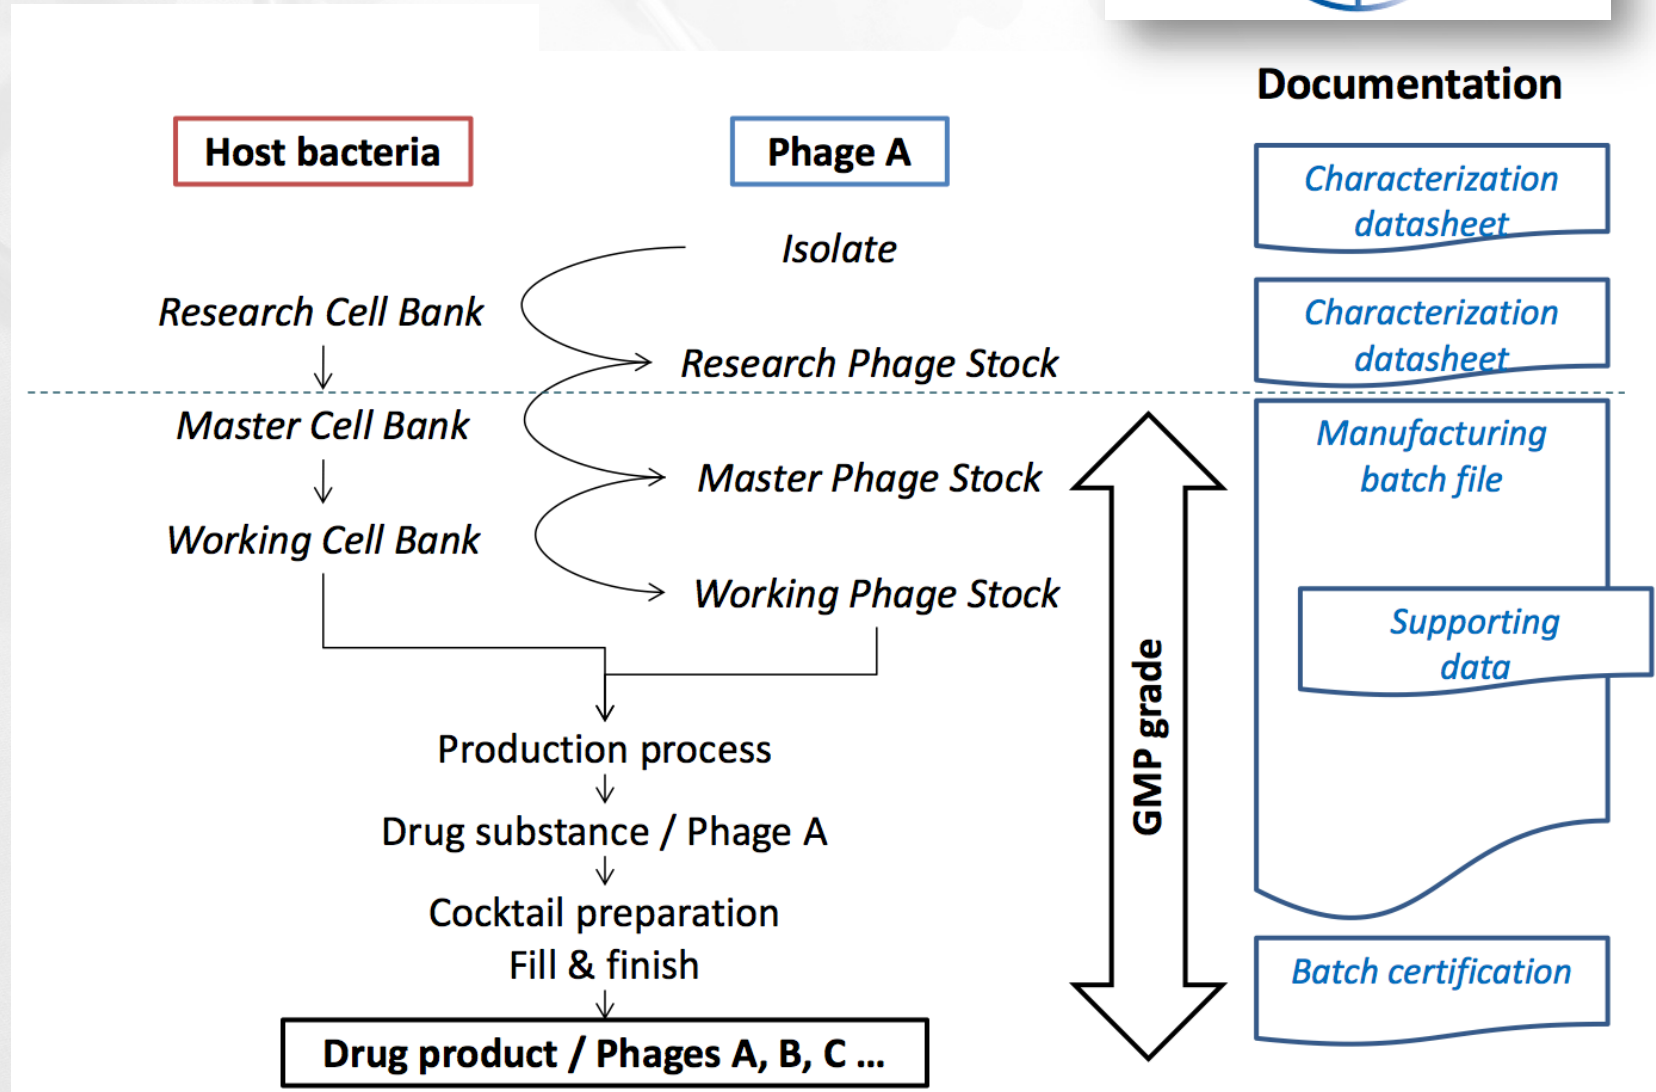 Documentation
Host bacteria
Phage A
Characterization
datasheet
Isolate
Research Cell Bank
Characterization
datasheet
Research Phage Stock
Master Cell Bank
Manufacturing
batch file
Master Phage Stock
Working Cell Bank
Working Phage Stock
Supporting
data
GMP grade
Production process
Drug substance / Phage A
Cocktail preparation
Fill & finish
Batch certification
Drug product / Phages A, B, C ...